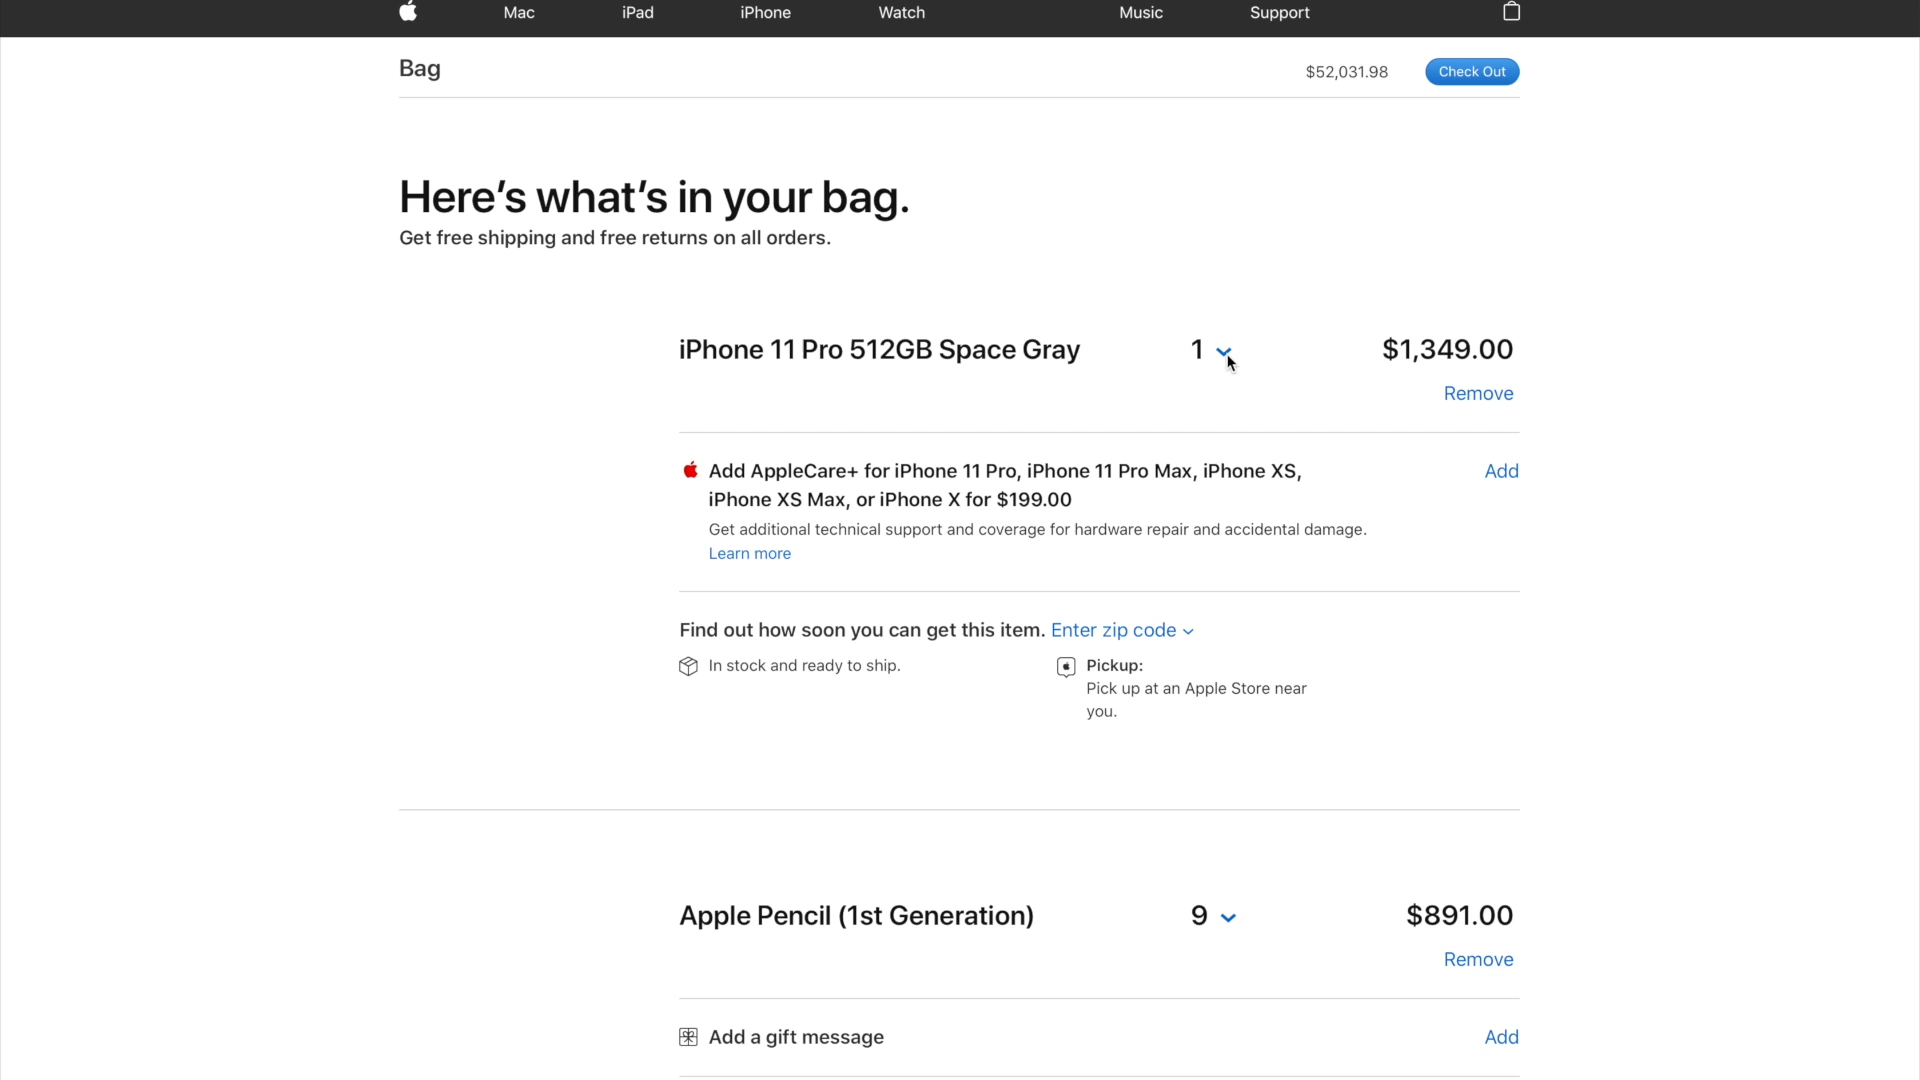 Mac iPad iPhone Watch Music Support
Bag $52,031.98 Check Out
Here’s what’s in your bag.
Get free shipping and free returns on all orders.
iPhone 11 Pro 512GB Space Gray 1 $1,349.00
Remove
Add AppleCare+ for iPhone 11 Pro, iPhone 11 Pro Max, iPhone XS, Add
iPhone XS Max, or iPhone X for $199.00
Get additional technical support and coverage for hardware repair and accidental damage.
Learn more
Find out how soon you can get this item. Enter zip code
In stock and ready to ship. Pickup:
Pick up at an Apple Store near
you.
Apple Pencil (1st Generation) 9 $891.00
Remove
Add a gift message Add